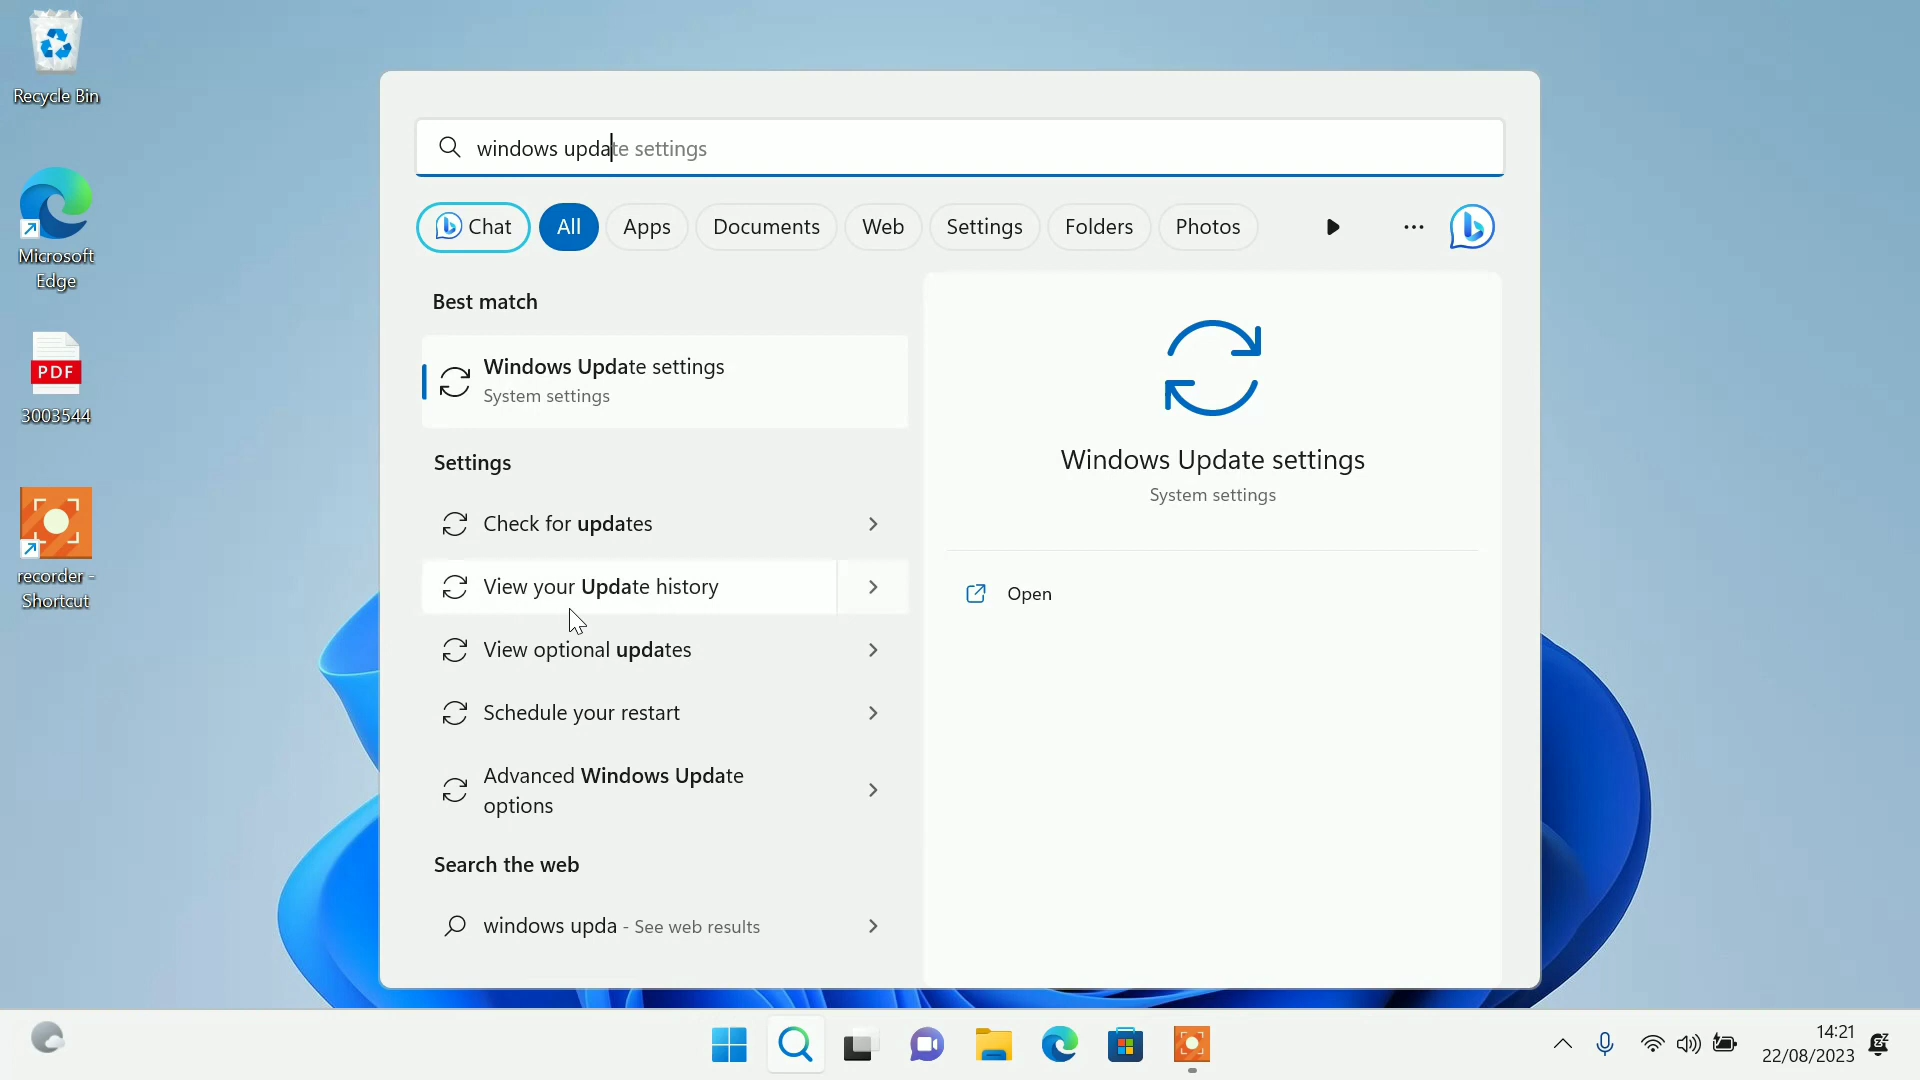 Recycle Bin
Microsoft
Edge
PDF
3003544
recorder -
Shortcut
windows update settings
Chat
All
Apps
Documents
Web
Settings
Folders
Photos
Best match
Windows Update settings
System settings
Settings
Check for updates
View your Update history
View optional updates
Schedule your restart
Advanced Windows Update
options
Search the web
windows upda - See web results
Windows Update settings
System settings
Open
14:21
22/08/2023